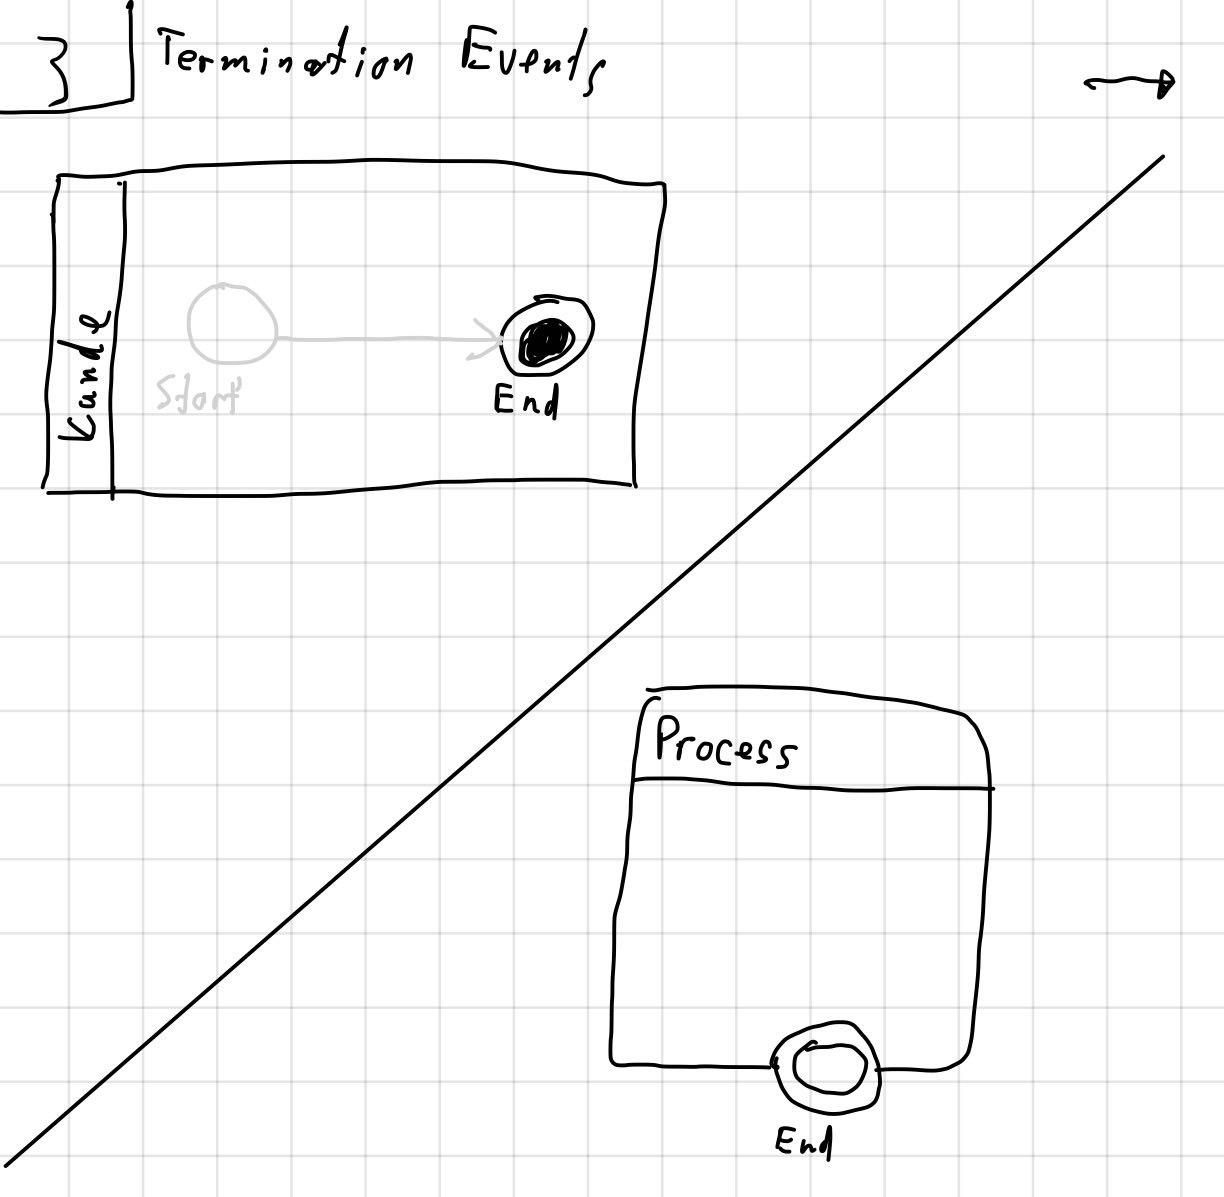 3 Termination Events
Kunde
Start
End
Process
End